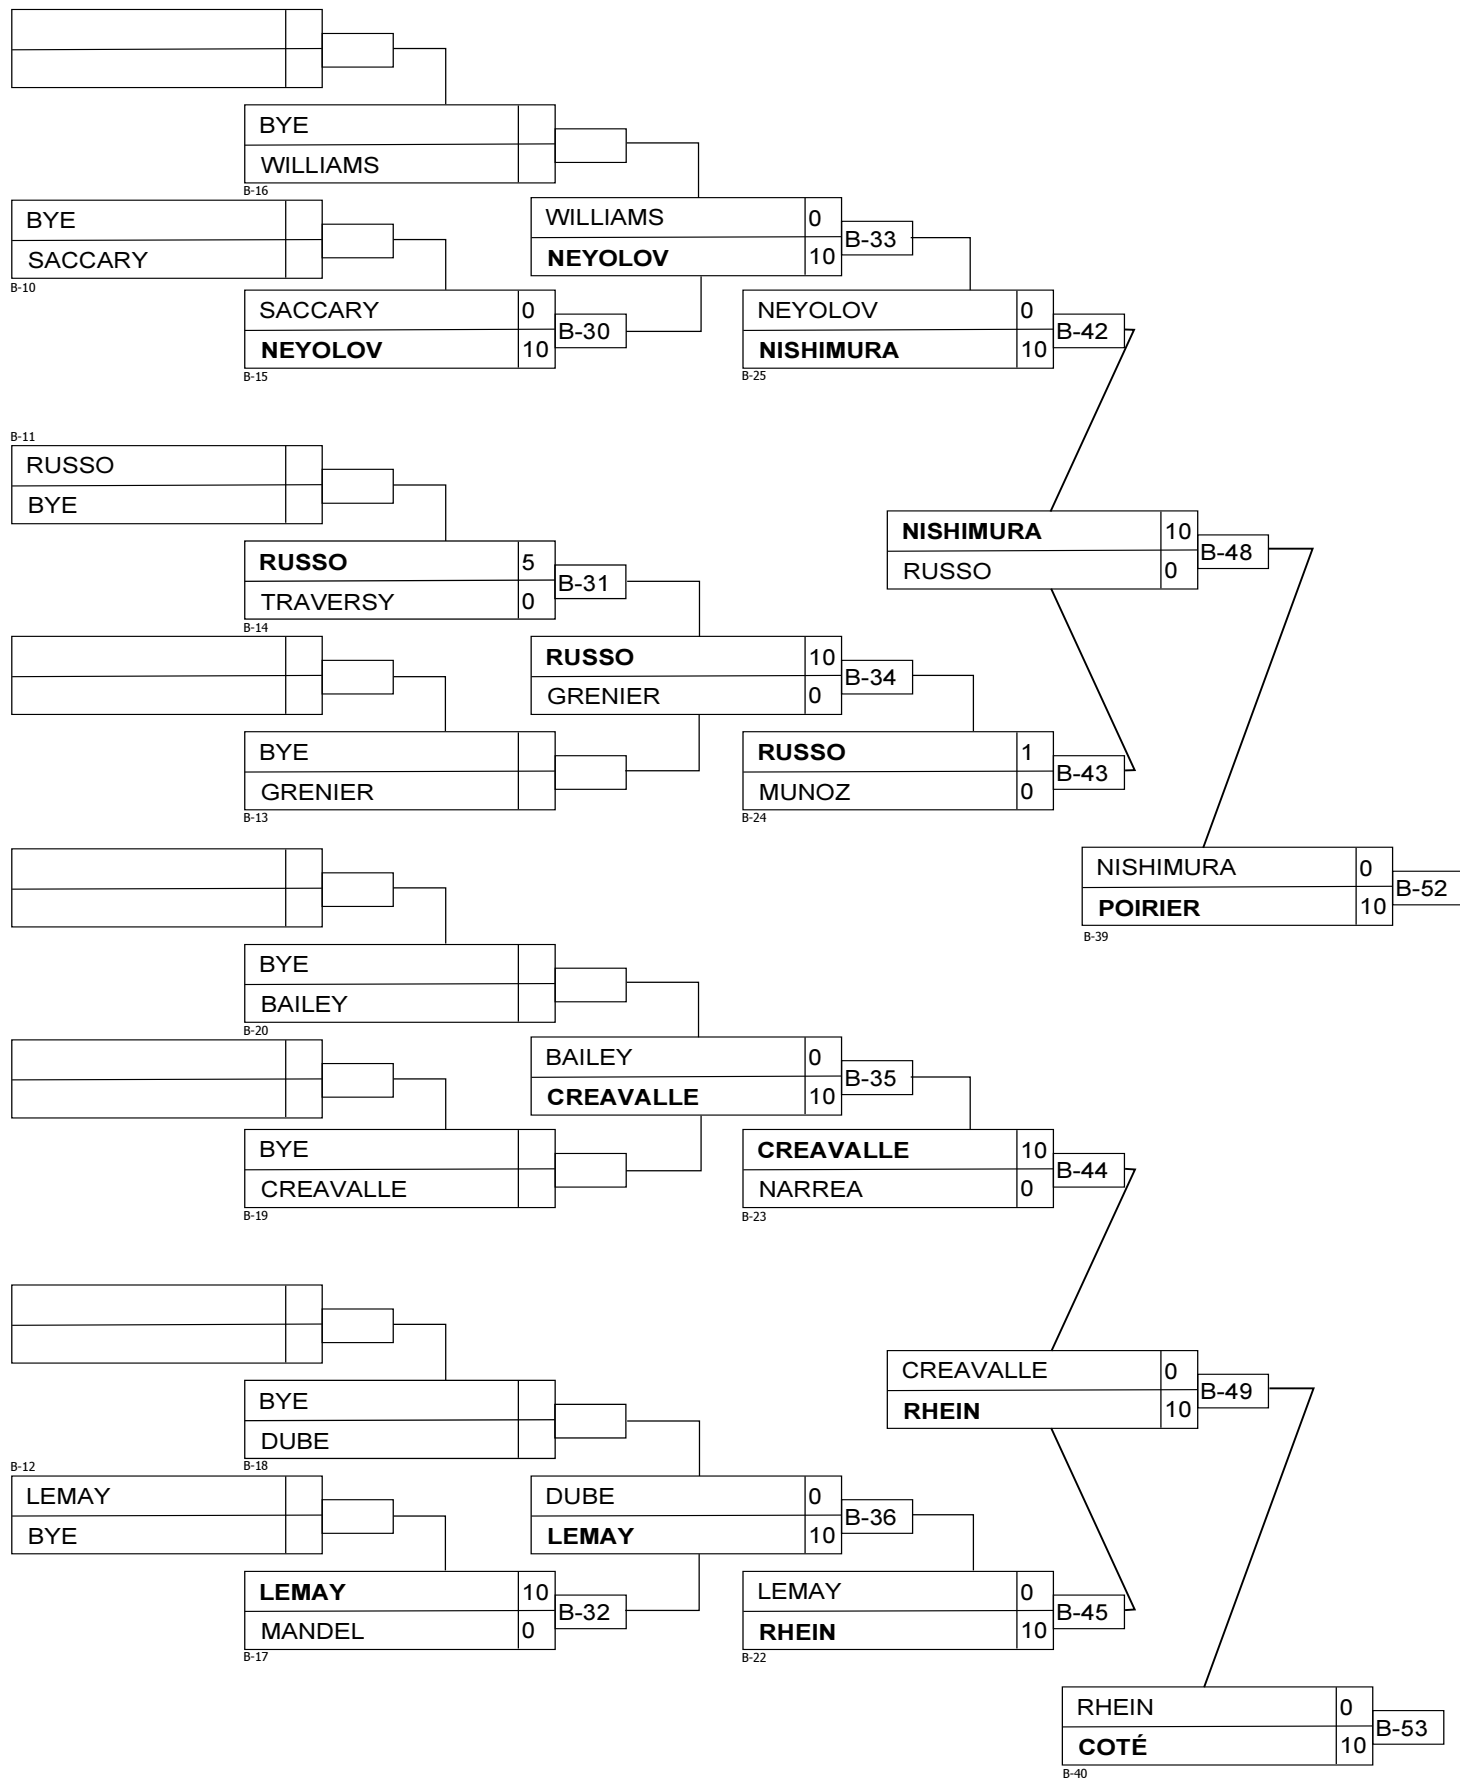 BYE
WILLIAMS
B-16
BYE
SACCARY
B-10
WILLIAMS 0
NEYOLOV 10
B-33
SACCARY 0
NEYOLOV 10
B-30
B-15
NEYOLOV 0
NISHIMURA 10
B-42
B-25
B-11
RUSSO
BYE
NISHIMURA 10
RUSSO 0
B-48
RUSSO 5
TRAVERSY 0
B-31
B-14
RUSSO 10
GRENIER 0
B-34
BYE
GRENIER
B-13
RUSSO 1
MUNOZ 0
B-43
B-24
NISHIMURA 0
POIRIER 10
B-52
B-39
BYE
BAILEY
B-20
BAILEY 0
CREAVALLE 10
B-35
BYE
CREAVALLE
B-19
CREAVALLE 10
NARREA 0
B-44
B-23
CREAVALLE 0
RHEIN 10
B-49
BYE
DUBE
B-18
B-12
LEMAY
BYE
DUBE 0
LEMAY 10
B-36
LEMAY 10
MANDEL 0
B-32
B-17
LEMAY 0
RHEIN 10
B-45
B-22
RHEIN 0
COTÉ 10
B-53
B-40